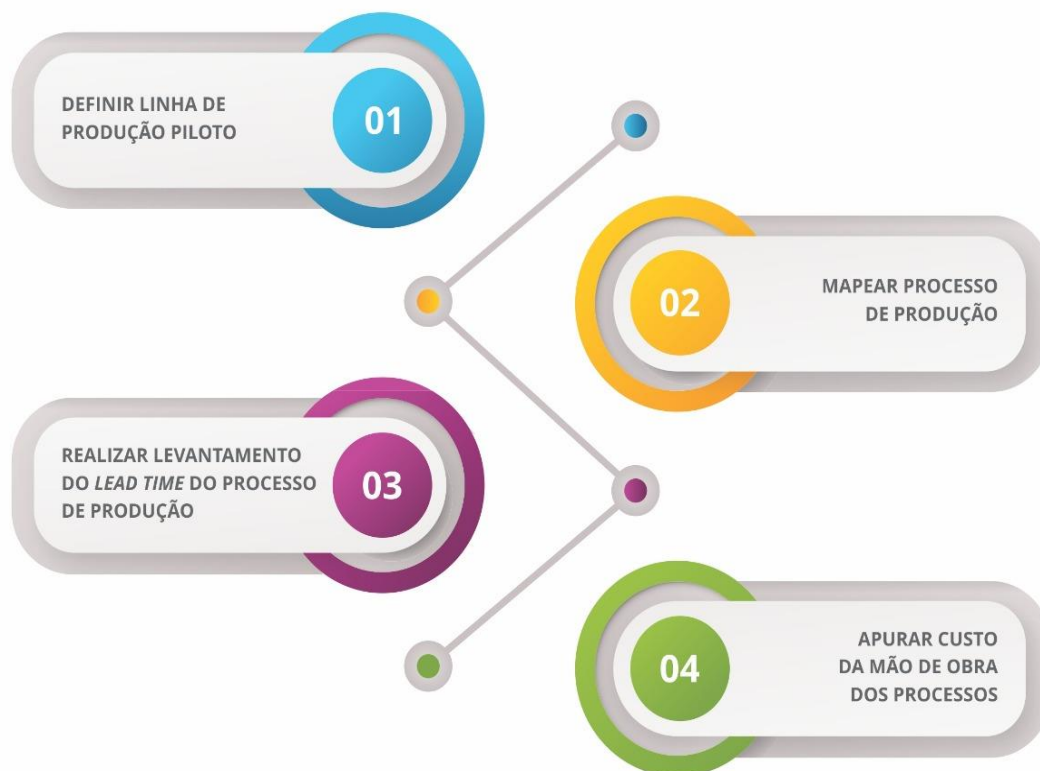 01
DEFINIR LINHA DE
PRODUÇÃO PILOTO
02
MAPEAR PROCESSO
DE PRODUÇÃO
03
REALIZAR LEVANTAMENTO
DO LEAD TIME DO PROCESSO
DE PRODUÇÃO
04
APURAR CUSTO
DA MÃO DE OBRA
DOS PROCESSOS